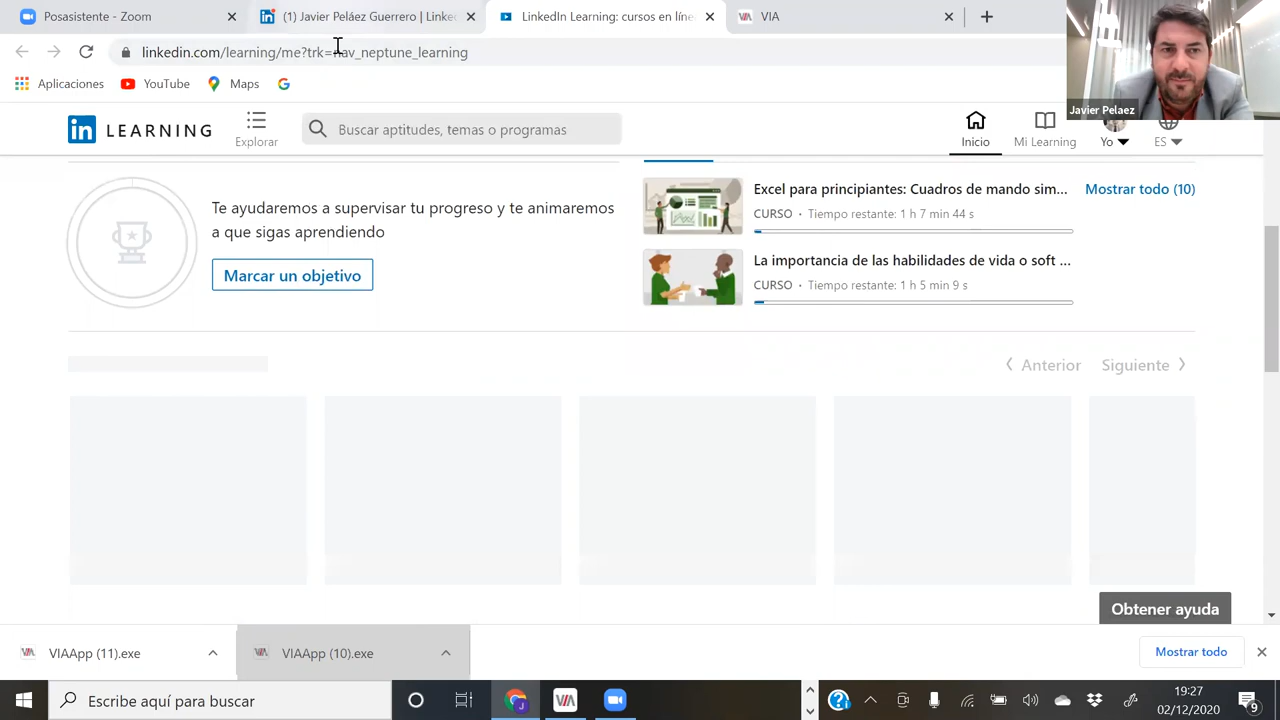 Posasistente - Zoom
(1) Javier Peláez Guerrero | Linke
LinkedIn Learning: cursos en líne
VIA
linkedin.com/learning/me?trk=nav_neptune_learning
Aplicaciones
YouTube
Maps
Javier Pelaez
in LEARNING
Explorar
Buscar aptitudes, temas o programas
Inicio
Mi Learning
Yo
ES
Te ayudaremos a supervisar tu progreso y te animaremos
a que sigas aprendiendo
Marcar un objetivo
Excel para principiantes: Cuadros de mando sim...
Mostrar todo (10)
CURSO • Tiempo restante: 1 h 7 min 44 s
La importancia de las habilidades de vida o soft ...
CURSO • Tiempo restante: 1 h 5 min 9 s
Anterior
Siguiente
Obtener ayuda
VIAApp (11).exe
VIAApp (10).exe
Mostrar todo
Escribe aquí para buscar
19:27
02/12/2020
9